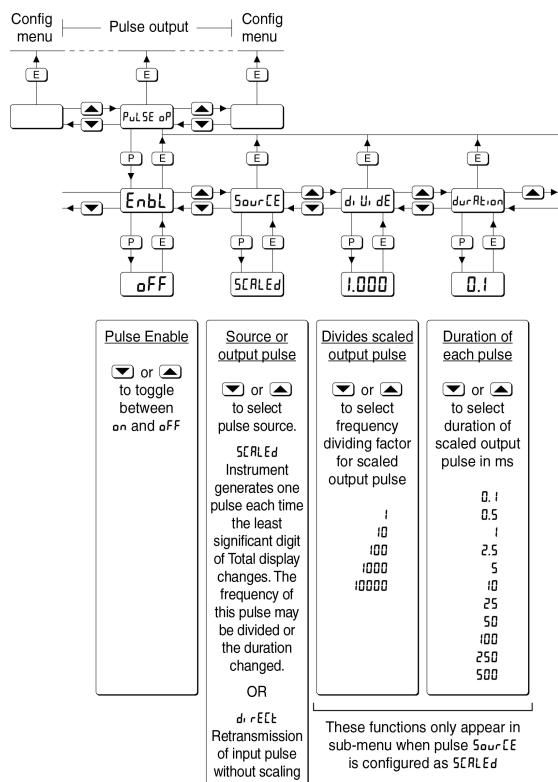 Config
menu
Pulse output
Config
menu
E
E
E
PuLSE oP
P
E
E
E
E
EnbL
SourCE
diVidE
durAtion
P
E
P
E
P
E
P
E
oFF
SCALEd
1.000
0.1
Pulse Enable
or
to toggle
between
on and oFF
Source or
output pulse
or
to select
pulse source.
SCALEd
Instrument
generates one
pulse each time
the least
significant digit
of Total display
changes. The
frequency of
this pulse may
be divided or
the duration
changed.
OR
dirECt
Retransmission
of input pulse
without scaling
Divides scaled
output pulse
or
to select
frequency
dividing factor
for scaled
output pulse
1
10
100
1000
10000
Duration of
each pulse
or
to select
duration of
scaled output
pulse in ms
0.1
0.5
1
2.5
5
10
25
50
100
250
500
These functions only appear in
sub-menu when pulse SourCE
is configured as SCALEd